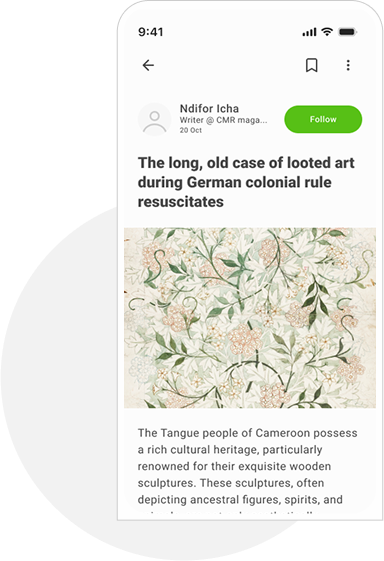 9:41
Ndifor Icha
Writer @ CMR maga...
20 Oct
Follow
The long, old case of looted art
during German colonial rule
resuscitates
The Tangue people of Cameroon possess
a rich cultural heritage, particularly
renowned for their exquisite wooden
sculptures. These sculptures, often
depicting ancestral figures, spirits, and